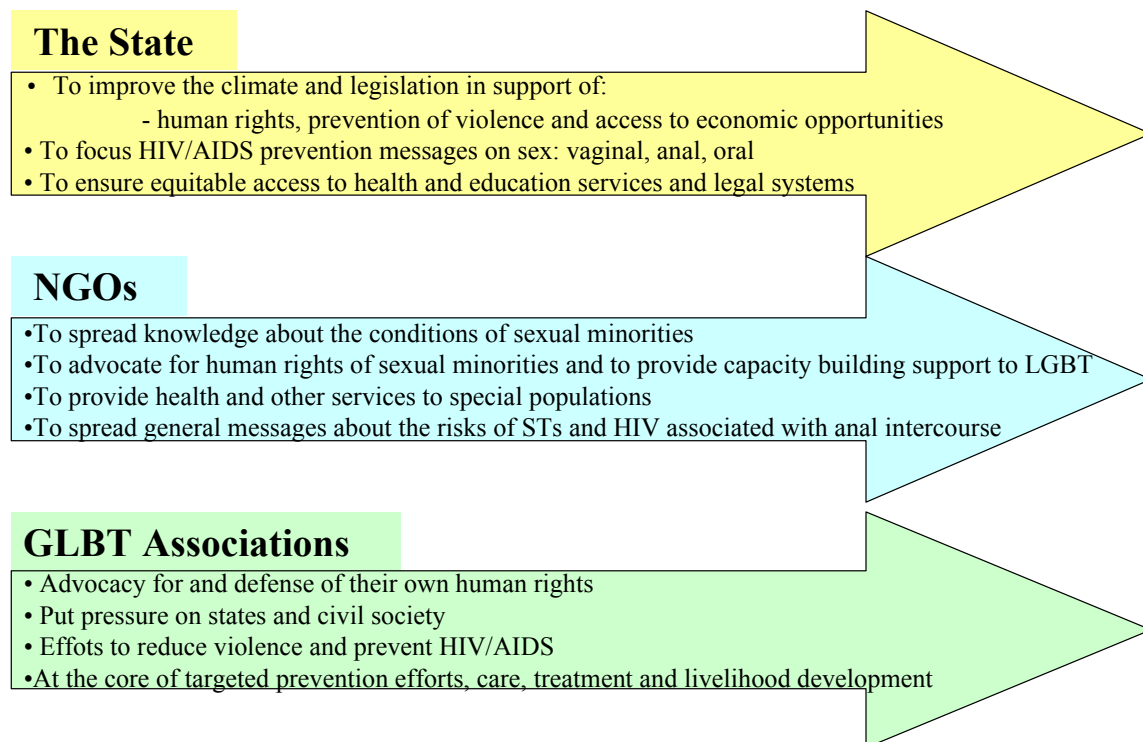 The State
• To improve the climate and legislation in support of:
- human rights, prevention of violence and access to economic opportunities
• To focus HIV/AIDS prevention messages on sex: vaginal, anal, oral
• To ensure equitable access to health and education services and legal systems
NGOs
•To spread knowledge about the conditions of sexual minorities
•To advocate for human rights of sexual minorities and to provide capacity building support to LGBT
•To provide health and other services to special populations
•To spread general messages about the risks of STs and HIV associated with anal intercourse
GLBT Associations
• Advocacy for and defense of their own human rights
• Put pressure on states and civil society
• Effots to reduce violence and prevent HIV/AIDS
•At the core of targeted prevention efforts, care, treatment and livelihood development